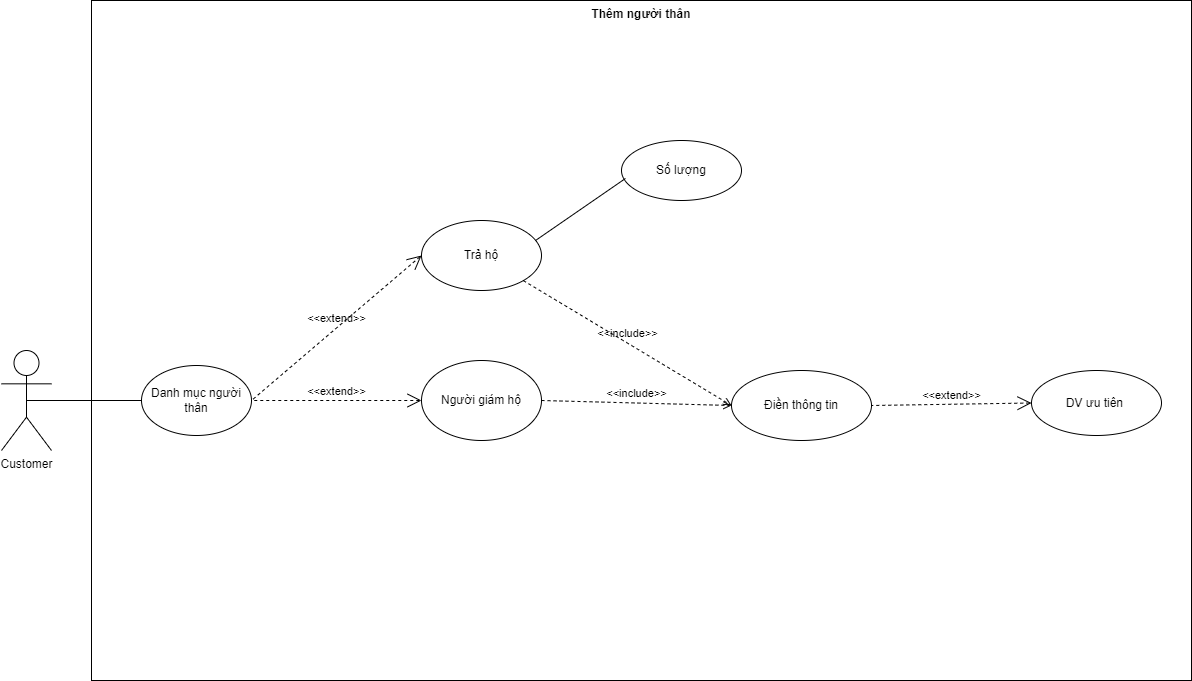 Thêm người thân
Số lượng
Trả hộ
<<extend>>
<<include>>
Danh mục người
thân
<<extend>>
Người giám hộ
<<include>>
Điền thông tin
<<extend>>
DV ưu tiên
Customer